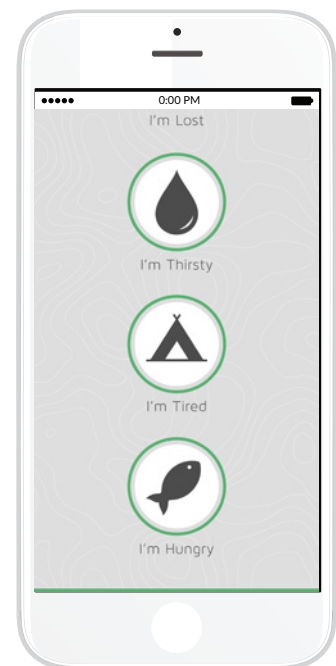 0:00 PM
I'm Lost
I'm Thirsty
I'm Tired
I'm Hungry